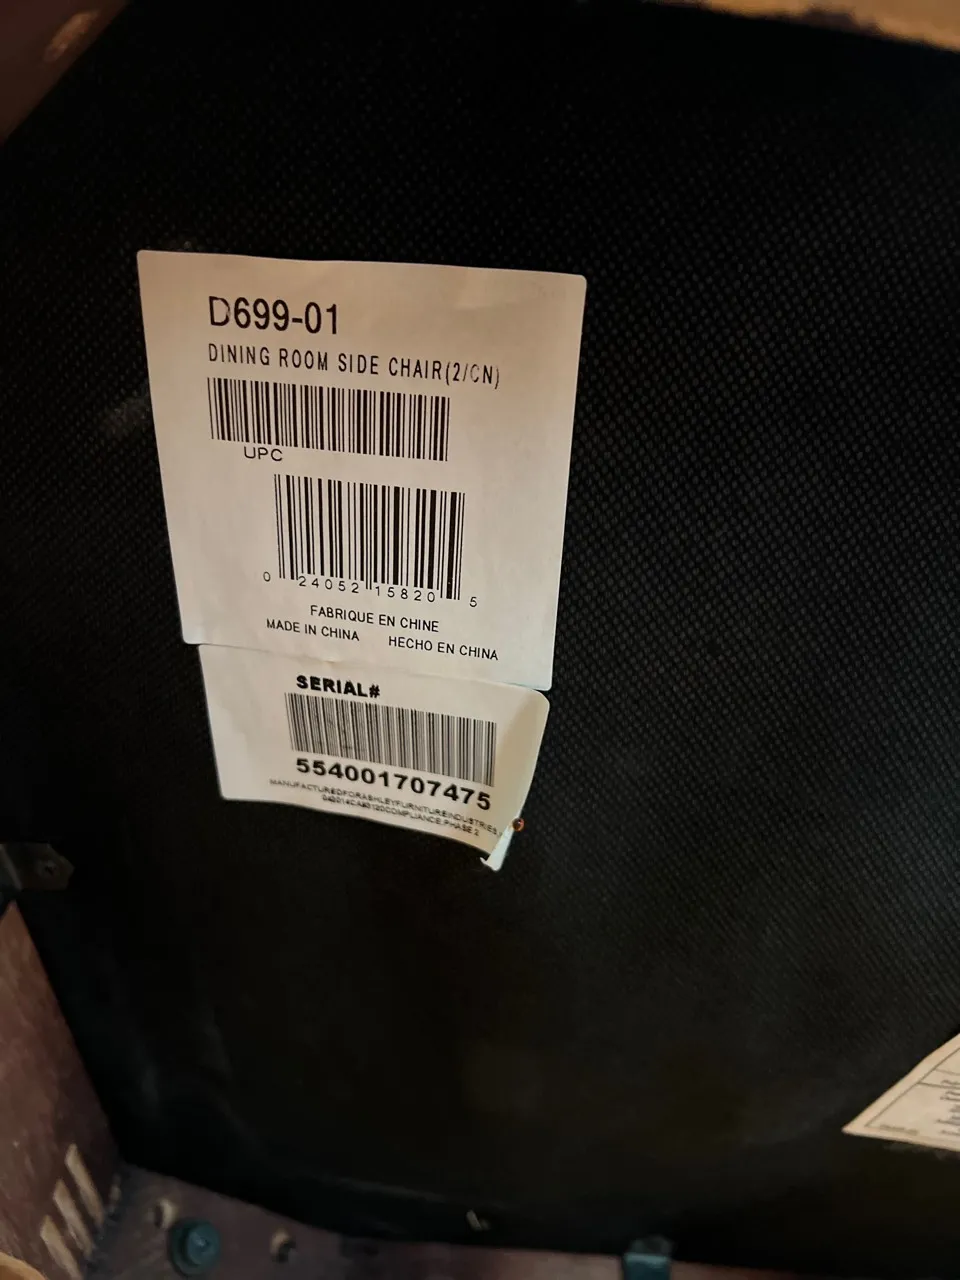 D699-01
DINING ROOM SIDE CHAIR(2/CN)
UPC
0 24052 15820 5
FABRIQUE EN CHINE
MADE IN CHINA HECHO EN CHINA
SERIAL#
554001707475
MANUFACTUREDFORASHLEYFURNITUREINDUSTRIES